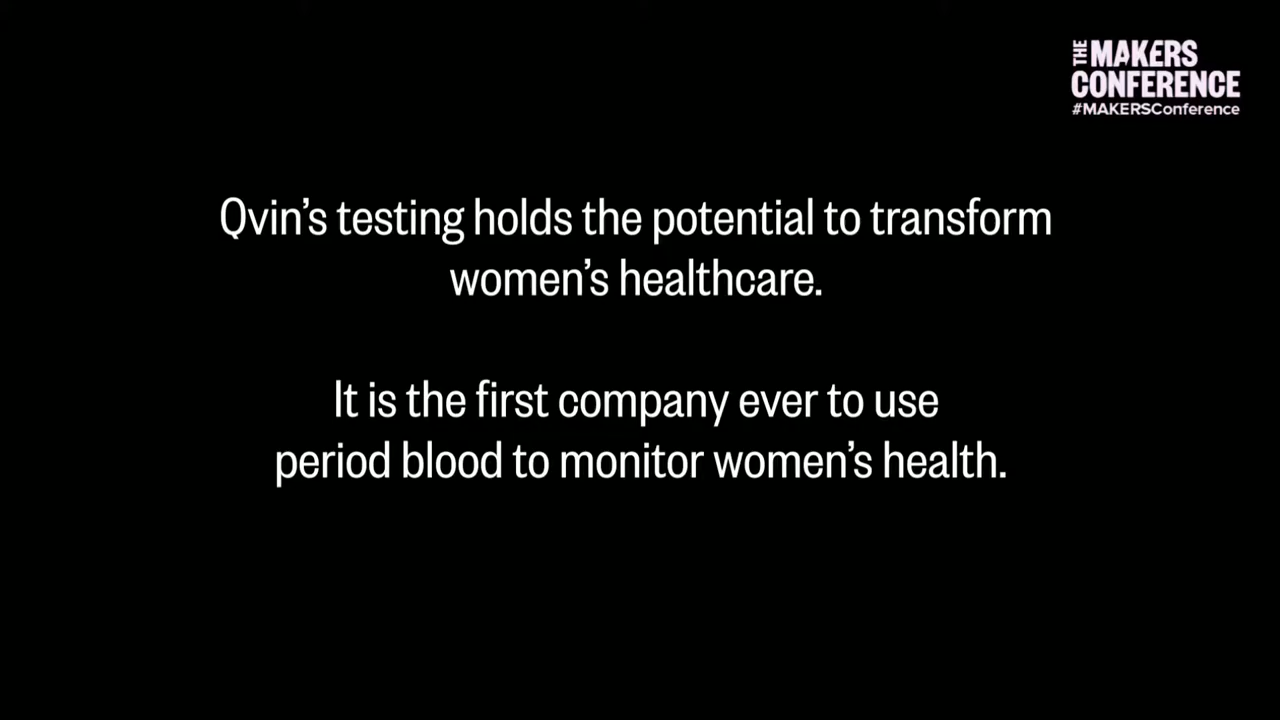 THE MAKERS
CONFERENCE
#MAKERSConference
Qvin’s testing holds the potential to transform
women’s healthcare.
It is the first company ever to use
period blood to monitor women’s health.